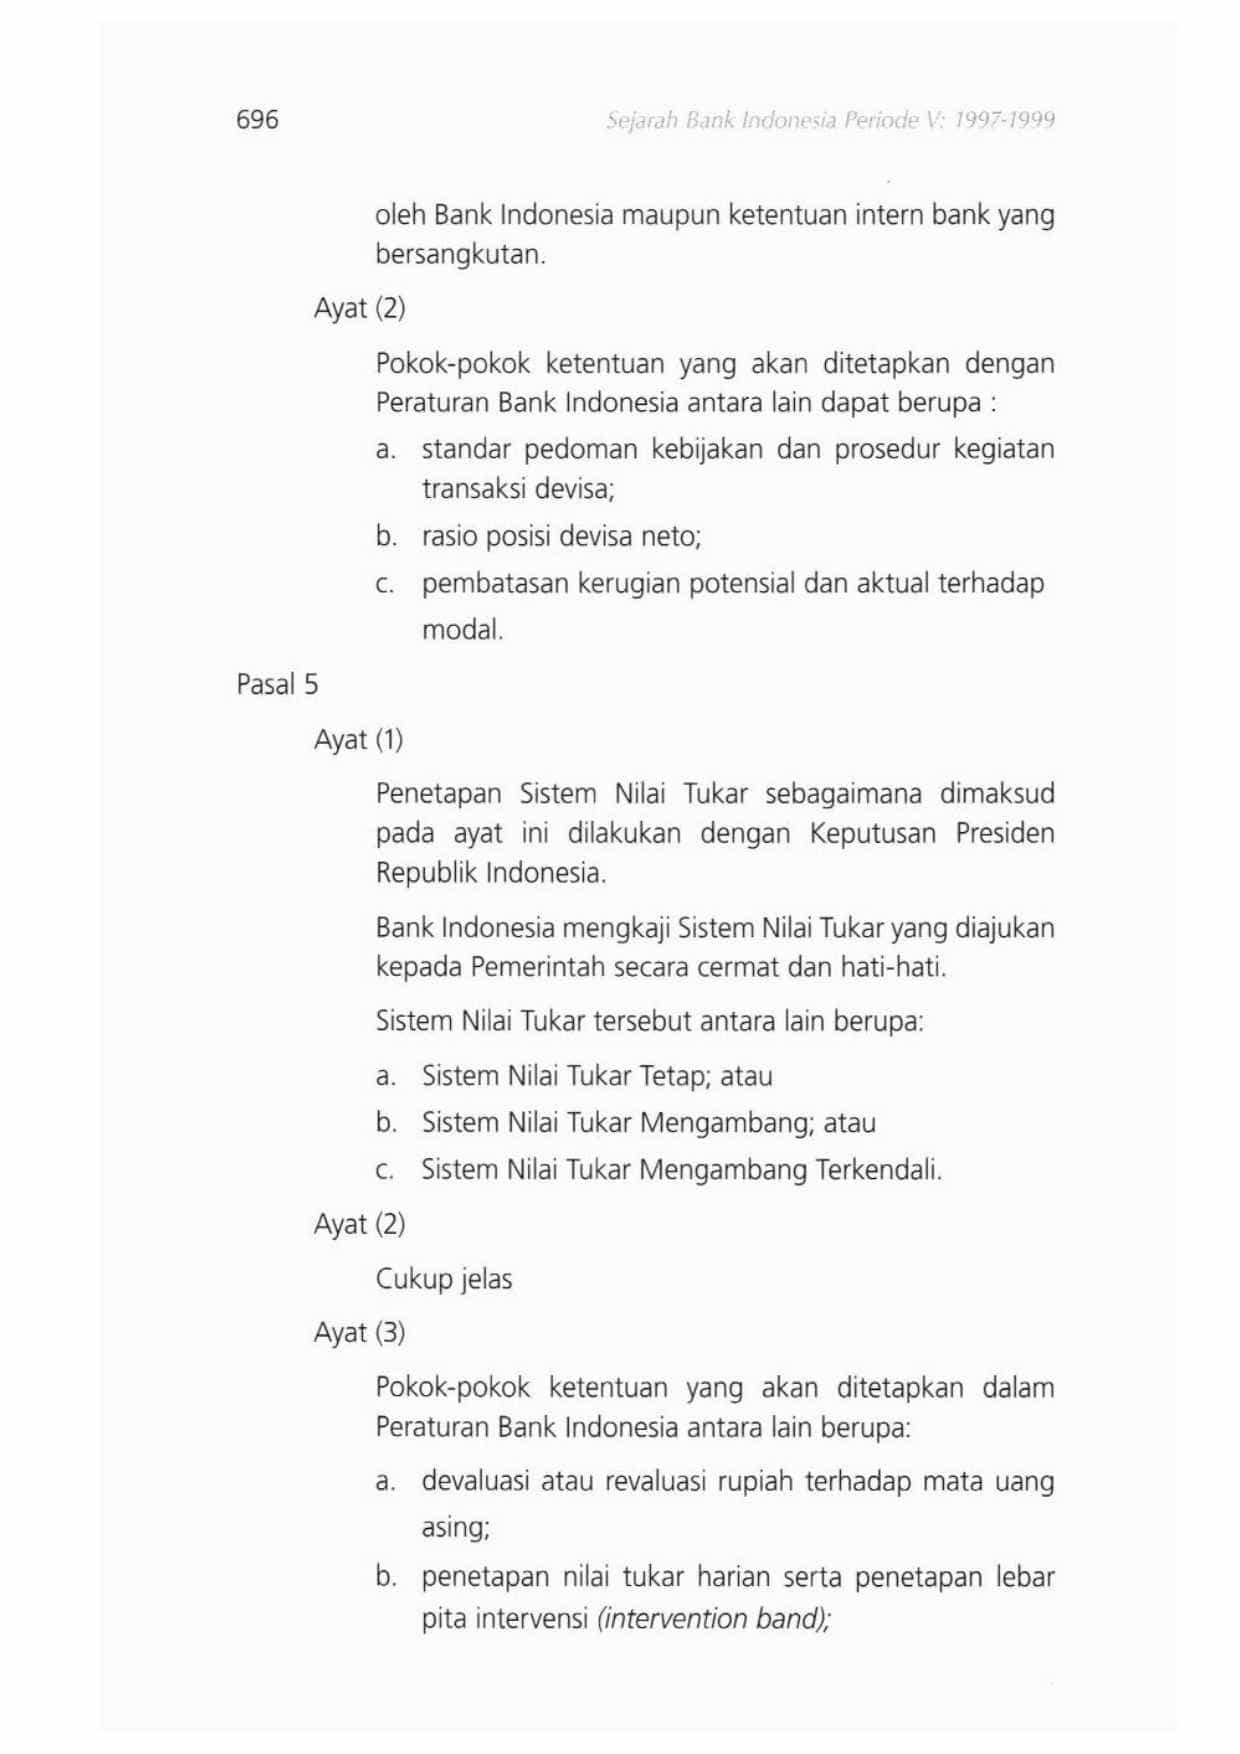 696
Sejarah Bank Indonesia Periode V: 1997-1999
oleh Bank Indonesia maupun ketentuan intern bank yang
bersangkutan.
Ayat (2)
Pokok-pokok ketentuan yang akan ditetapkan dengan
Peraturan Bank Indonesia antara lain dapat berupa :
a. standar pedoman kebijakan dan prosedur kegiatan
transaksi devisa;
b. rasio posisi devisa neto;
c. pembatasan kerugian potensial dan aktual terhadap
modal.
Pasal 5
Ayat (1)
Penetapan Sistem Nilai Tukar sebagaimana dimaksud
pada ayat ini dilakukan dengan Keputusan Presiden
Republik Indonesia.
Bank Indonesia mengkaji Sistem Nilai Tukar yang diajukan
kepada Pemerintah secara cermat dan hati-hati.
Sistem Nilai Tukar tersebut antara lain berupa:
a. Sistem Nilai Tukar Tetap; atau
b. Sistem Nilai Tukar Mengambang; atau
c. Sistem Nilai Tukar Mengambang Terkendali.
Ayat (2)
Cukup jelas
Ayat (3)
Pokok-pokok ketentuan yang akan ditetapkan dalam
Peraturan Bank Indonesia antara lain berupa:
a. devaluasi atau revaluasi rupiah terhadap mata uang
asing;
b. penetapan nilai tukar harian serta penetapan lebar
pita intervensi (intervention band);